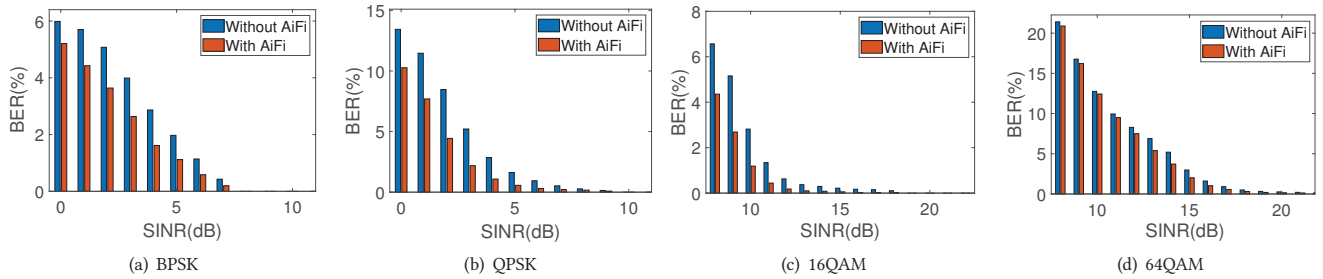 6
4
2
0
BER(%)
Without AiFi
With AiFi
0
5
10
SINR(dB)
(a) BPSK
15
10
5
0
BER(%)
Without AiFi
With AiFi
0
5
10
SINR(dB)
(b) QPSK
8
6
4
2
0
BER(%)
Without AiFi
With AiFi
10
15
20
SINR(dB)
(c) 16QAM
20
15
10
5
0
BER(%)
Without AiFi
With AiFi
10
15
20
SINR(dB)
(d) 64QAM